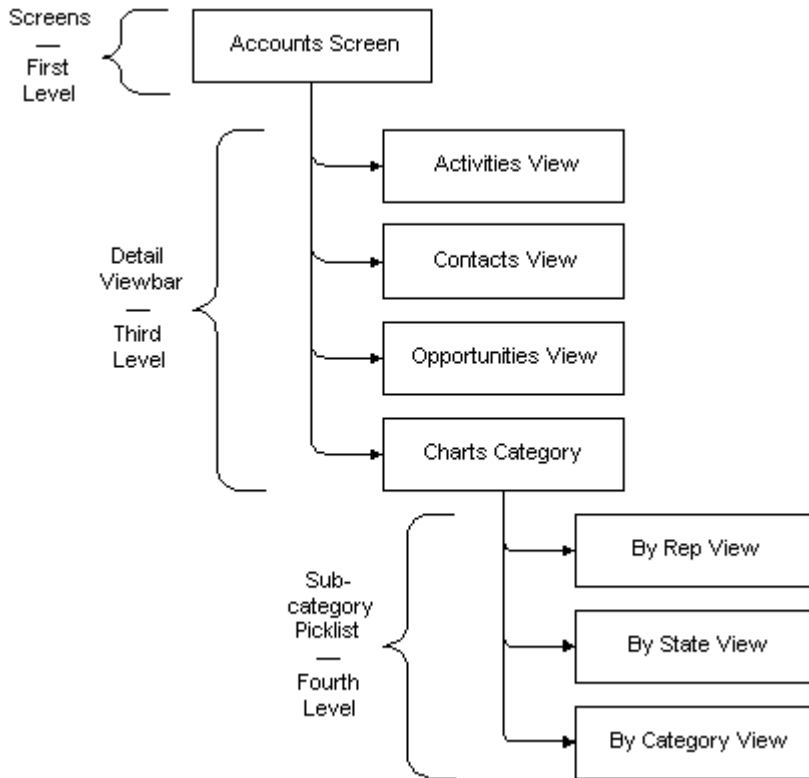 Screens
—
First
Level
Accounts Screen
Detail
Viewbar
—
Third
Level
Activities View
Contacts View
Opportunities View
Charts Category
Sub-
category
Picklist
—
Fourth
Level
By Rep View
By State View
By Category View